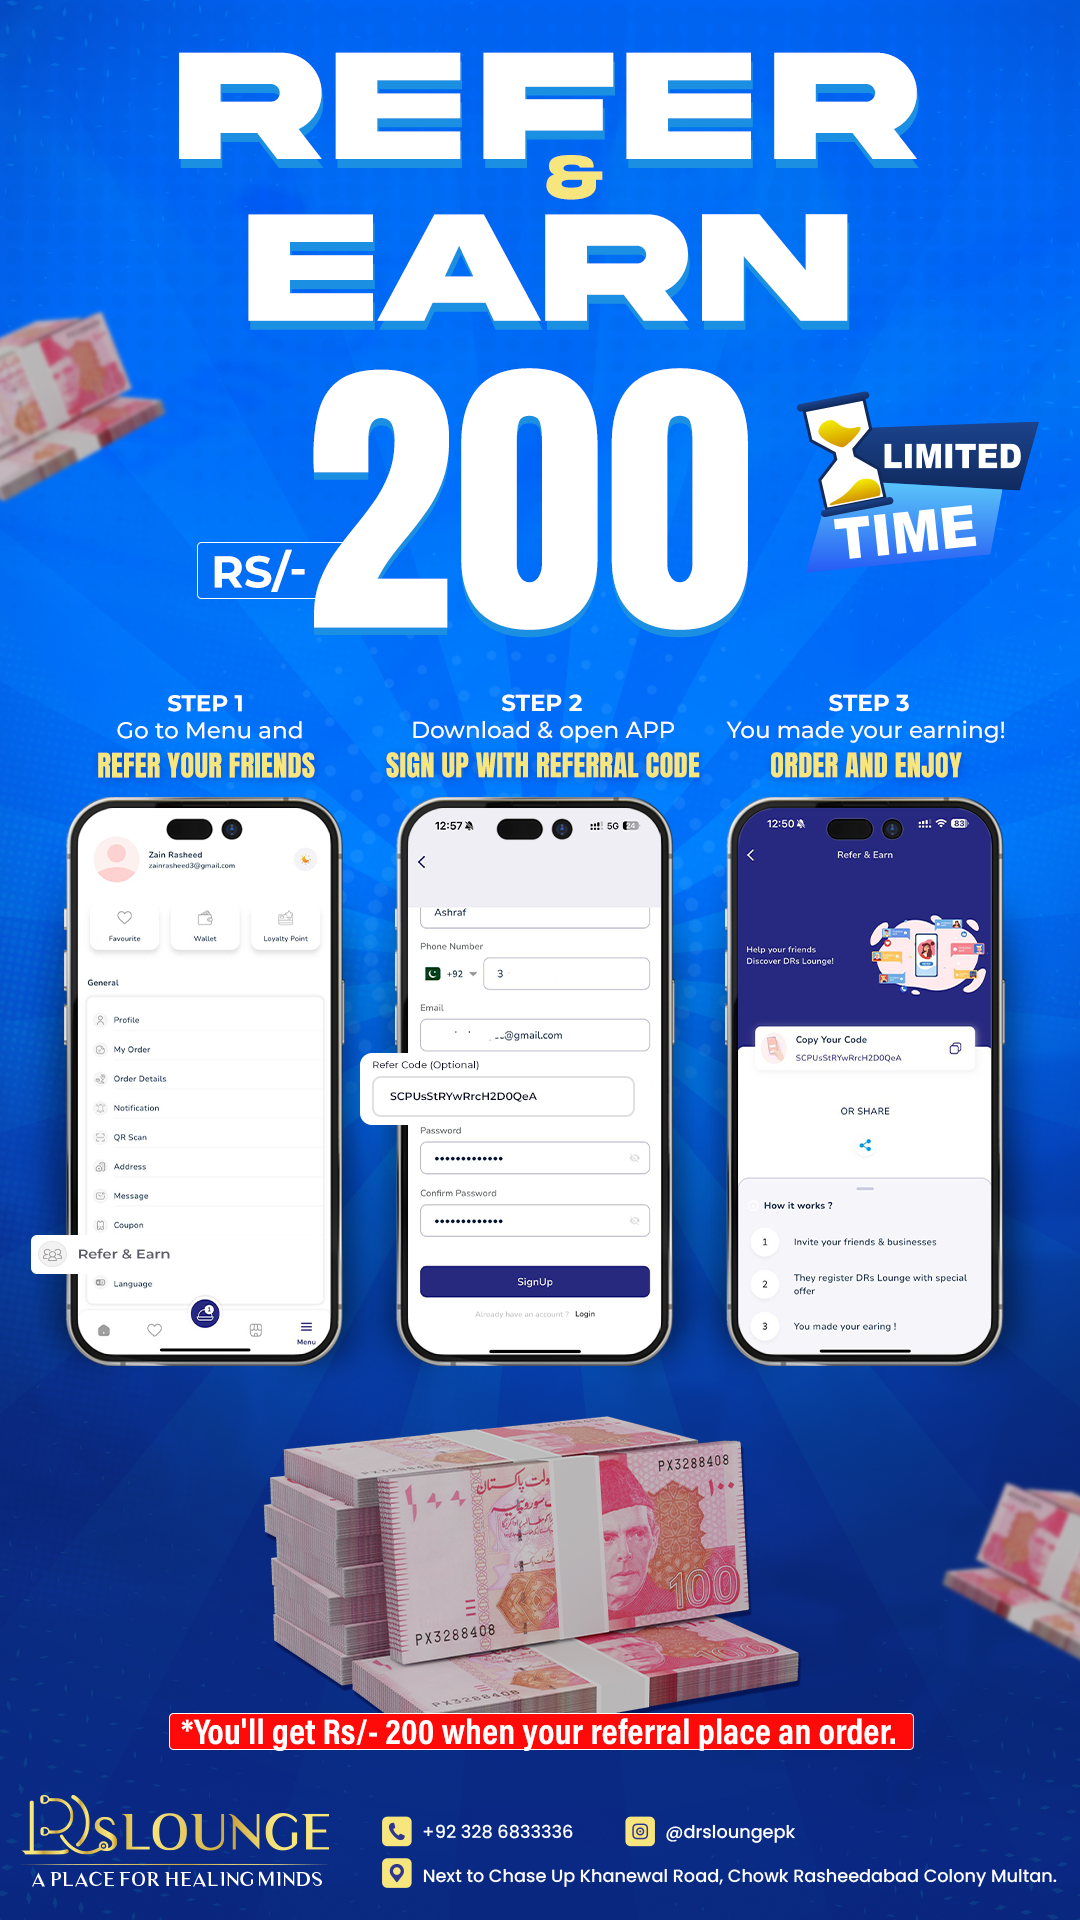 REFER
&
EARN
RS/- 200
LIMITED
TIME
STEP 1
Go to Menu and
REFER YOUR FRIENDS
STEP 2
Download & open APP
SIGN UP WITH REFERRAL CODE
STEP 3
You made your earning!
ORDER AND ENJOY
Zain Rasheed
zainrasheed3@gmail.com
Favourite
Wallet
Loyalty Point
General
Profile
My Order
Order Details
Notification
QR Scan
Address
Message
Coupon
Refer & Earn
Language
Menu
12:57
5G 24
Ashraf
Phone Number
+92 3
Email
@gmail.com
Refer Code (Optional)
SCPUsStRYwRrcH2D0QeA
Password
Confirm Password
SignUp
Already have an account ? Login
12:50
83
Refer & Earn
Help your friends
Discover DRs Lounge!
Copy Your Code
SCPUsStRYwRrcH2D0QeA
OR SHARE
How it works ?
1 Invite your friends & businesses
2 They register DRs Lounge with special
offer
3 You made your earing !
PX3288408
100
PX3288408
100
PX3288408
*You'll get Rs/- 200 when your referral place an order.
DRSLOUNGE
A PLACE FOR HEALING MINDS
+92 328 6833336
@drsloungepk
Next to Chase Up Khanewal Road, Chowk Rasheedabad Colony Multan.